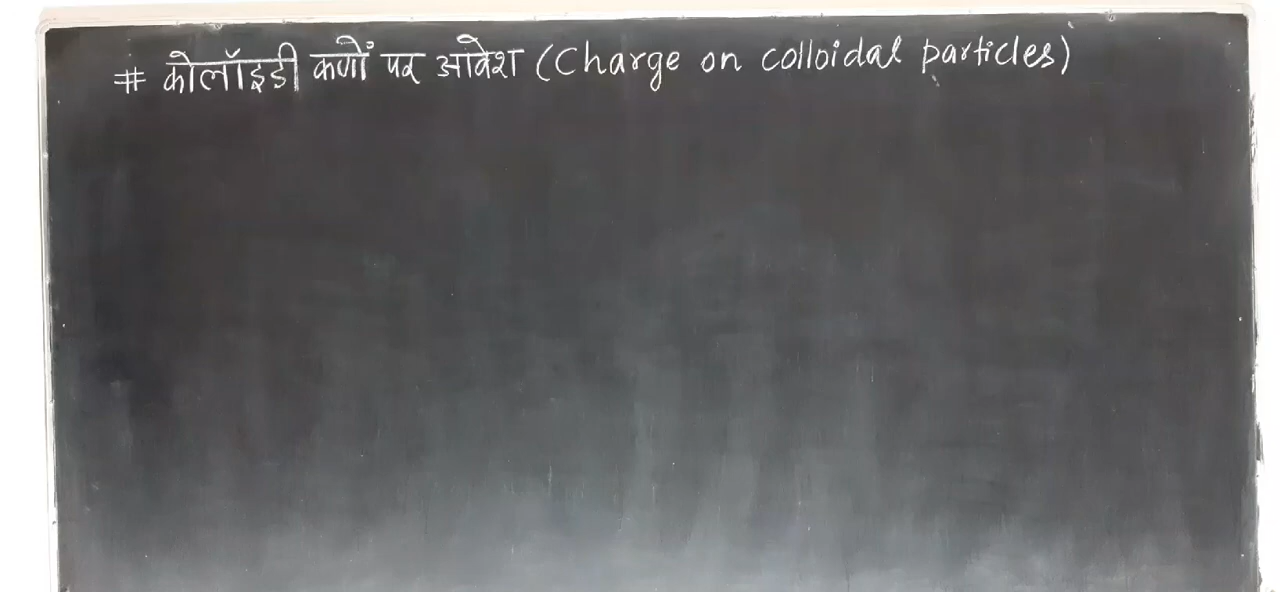 # कोलॉइडी कणों पर आवेश (Charge on colloidal particles)